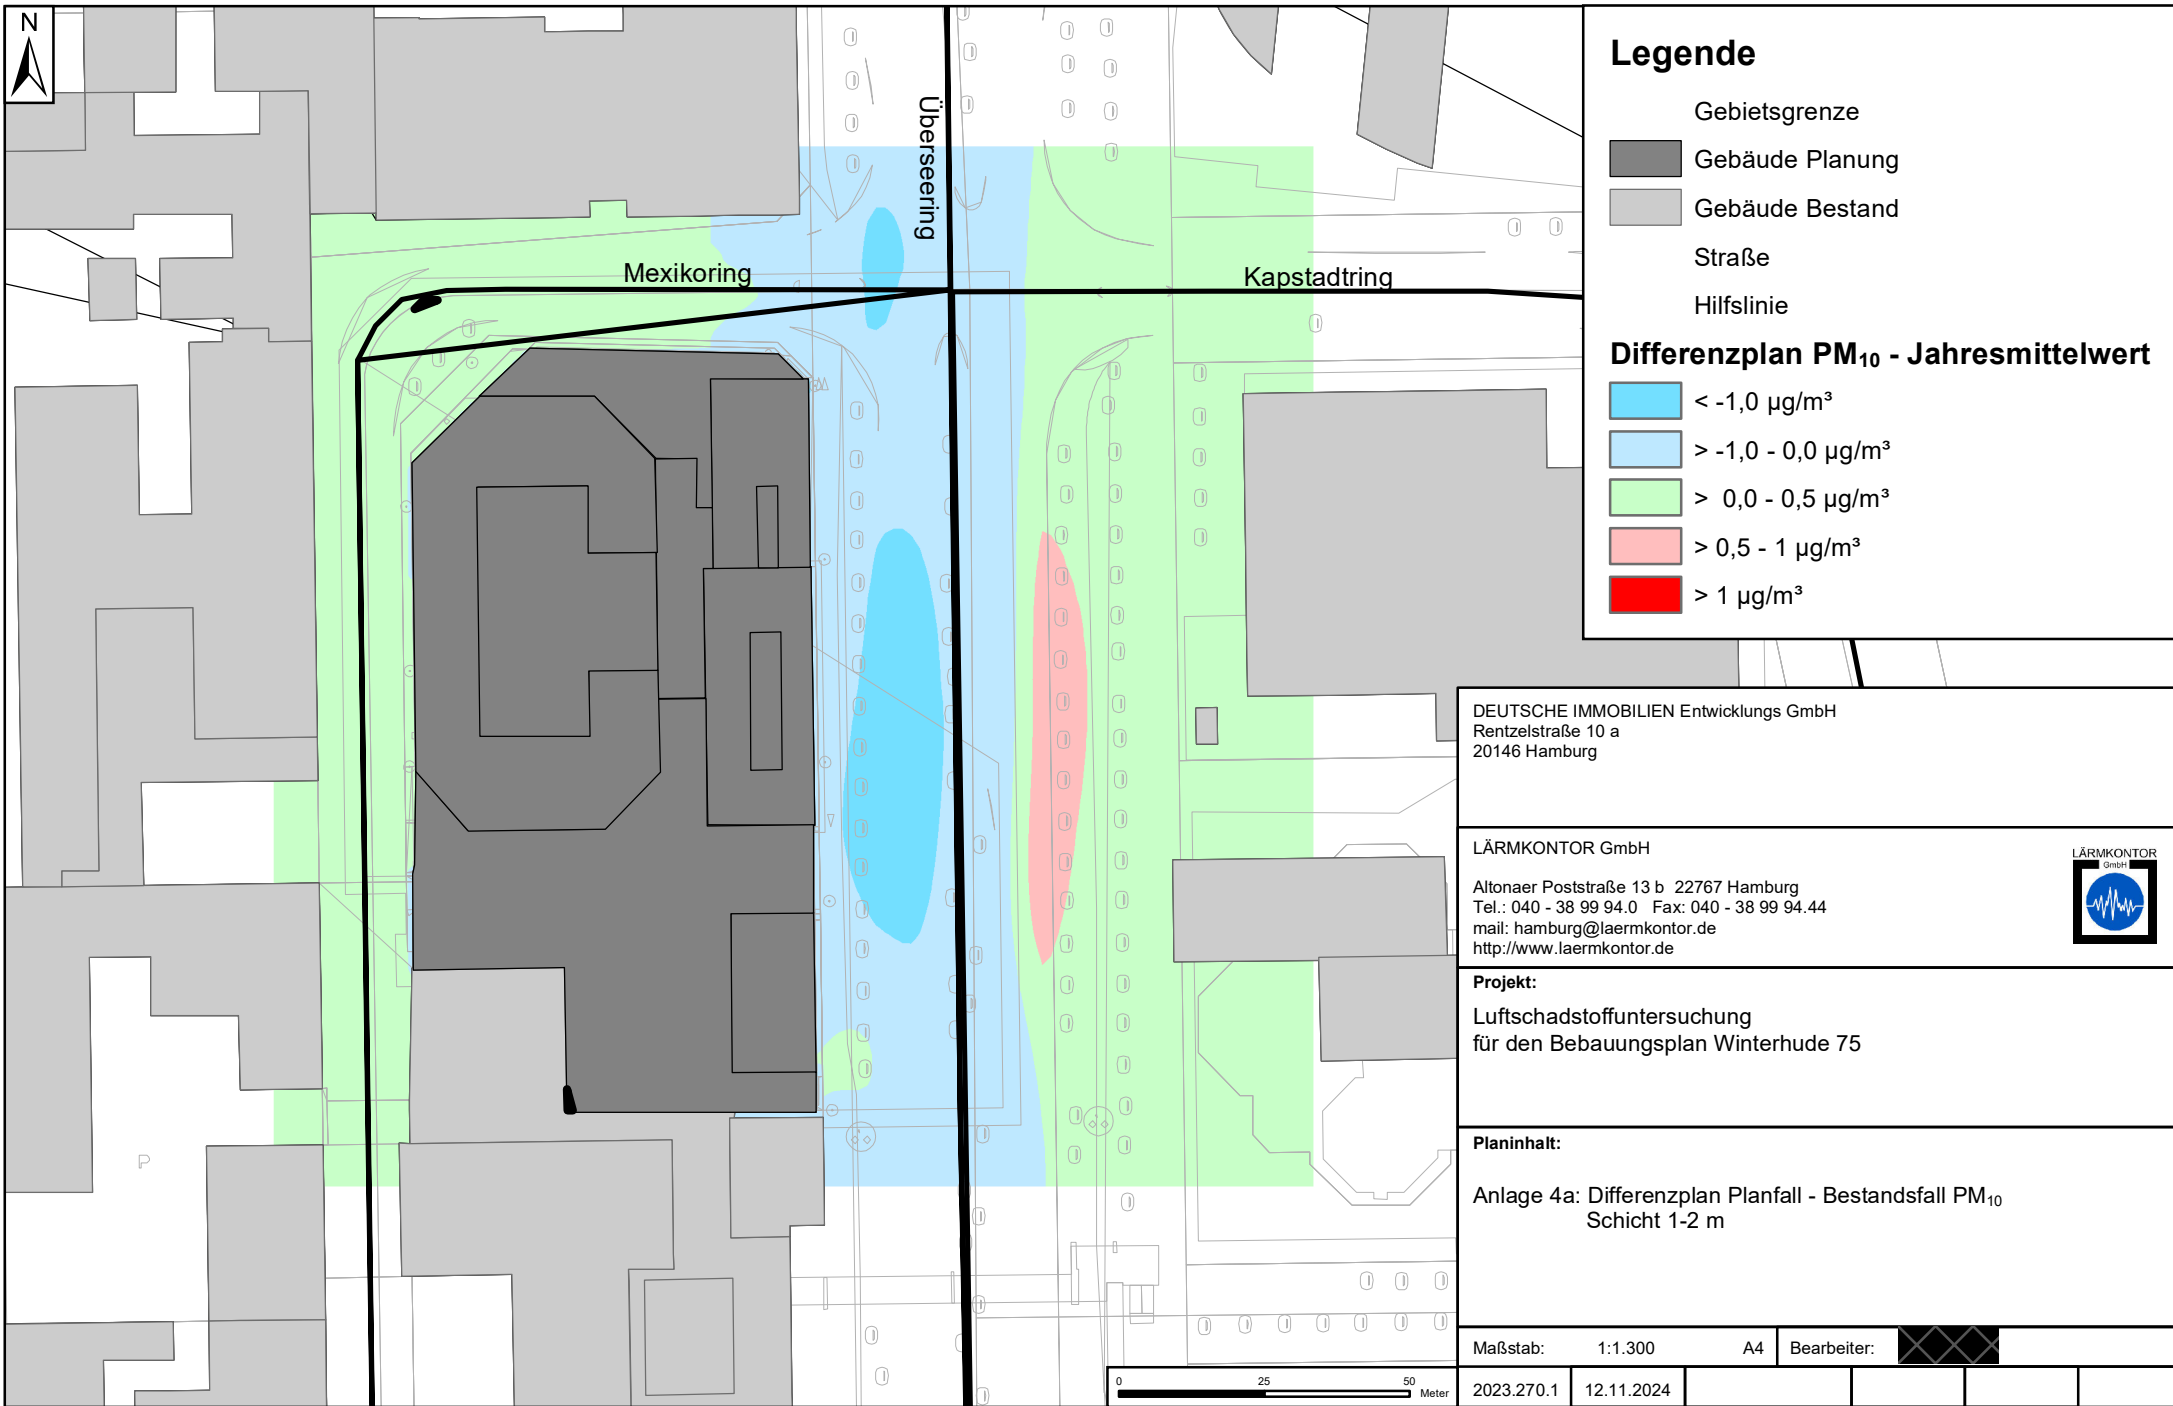 N
Überseering
Mexikoring
Kapstadtring
P
Legende
Gebietsgrenze
Gebäude Planung
Gebäude Bestand
Straße
Hilfslinie
Differenzplan PM₁₀ - Jahresmittelwert
< -1,0 µg/m³
> -1,0 - 0,0 µg/m³
>  0,0 - 0,5 µg/m³
> 0,5 - 1 µg/m³
> 1 µg/m³
DEUTSCHE IMMOBILIEN Entwicklungs GmbH
Rentzelstraße 10 a
20146 Hamburg
LÄRMKONTOR GmbH
Altonaer Poststraße 13 b  22767 Hamburg
Tel.: 040 - 38 99 94.0   Fax: 040 - 38 99 94.44
mail: hamburg@laermkontor.de
http://www.laermkontor.de
LÄRMKONTOR
GmbH
Projekt:
Luftschadstoffuntersuchung
für den Bebauungsplan Winterhude 75
Planinhalt:
Anlage 4a: Differenzplan Planfall - Bestandsfall PM₁₀
Schicht 1-2 m
Maßstab: 1:1.300 A4 Bearbeiter:
2023.270.1 12.11.2024
0 25 50 Meter